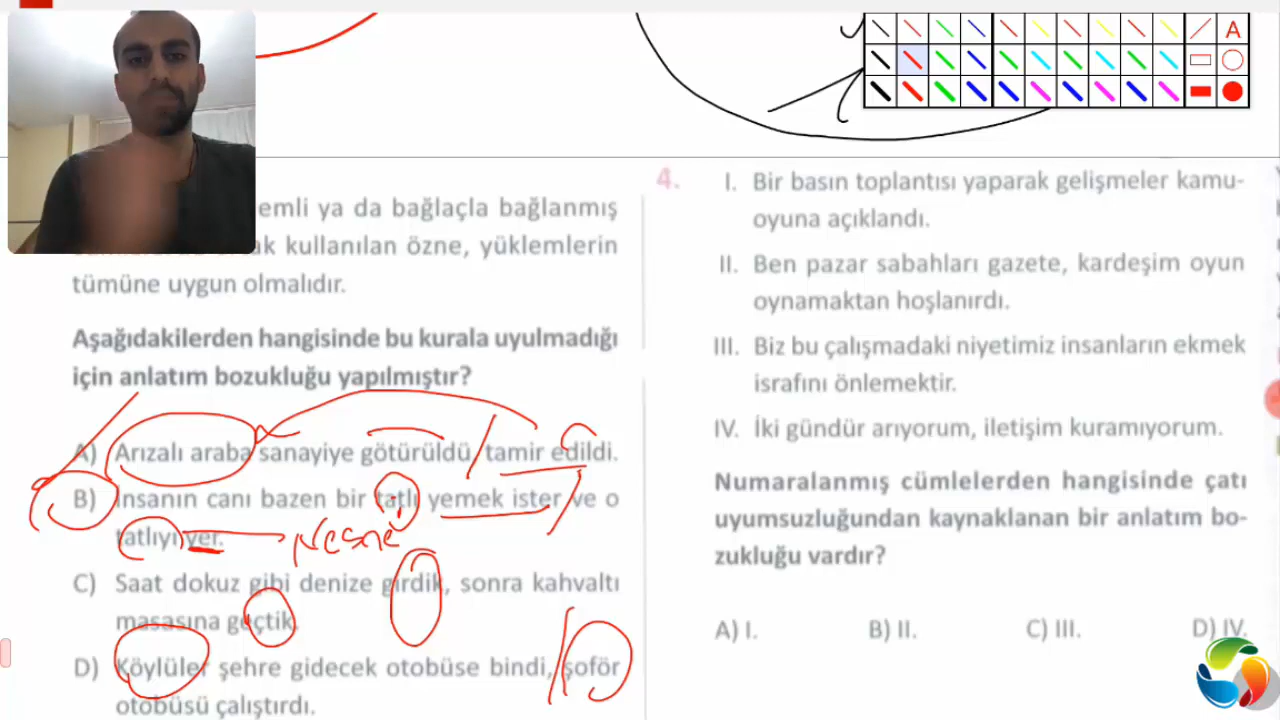 emli ya da bağlaçla bağlanmış
ak kullanılan özne, yüklemlerin
tümüne uygun olmalıdır.
Aşağıdakilerden hangisinde bu kurala uyulmadığı
için anlatım bozukluğu yapılmıştır?
A) Arızalı araba sanayiye götürüldü, tamir edildi.
B) İnsanın canı bazen bir tatlı yemek ister ve o
tatlıyı yer.
Nesne
C) Saat dokuz gibi denize girdik, sonra kahvaltı
masasına geçtik.
D) Köylüler şehre gidecek otobüse bindi, şoför
otobüsü çalıştırdı.
4. I. Bir basın toplantısı yaparak gelişmeler kamu-
oyuna açıklandı.
II. Ben pazar sabahları gazete, kardeşim oyun
oynamaktan hoşlanırdı.
III. Biz bu çalışmadaki niyetimiz insanların ekmek
israfını önlemektir.
IV. İki gündür arıyorum, iletişim kuramıyorum.
Numaralanmış cümlelerden hangisinde çatı
uyumsuzluğundan kaynaklanan bir anlatım bo-
zukluğu vardır?
A) I. B) II. C) III. D) IV.
A